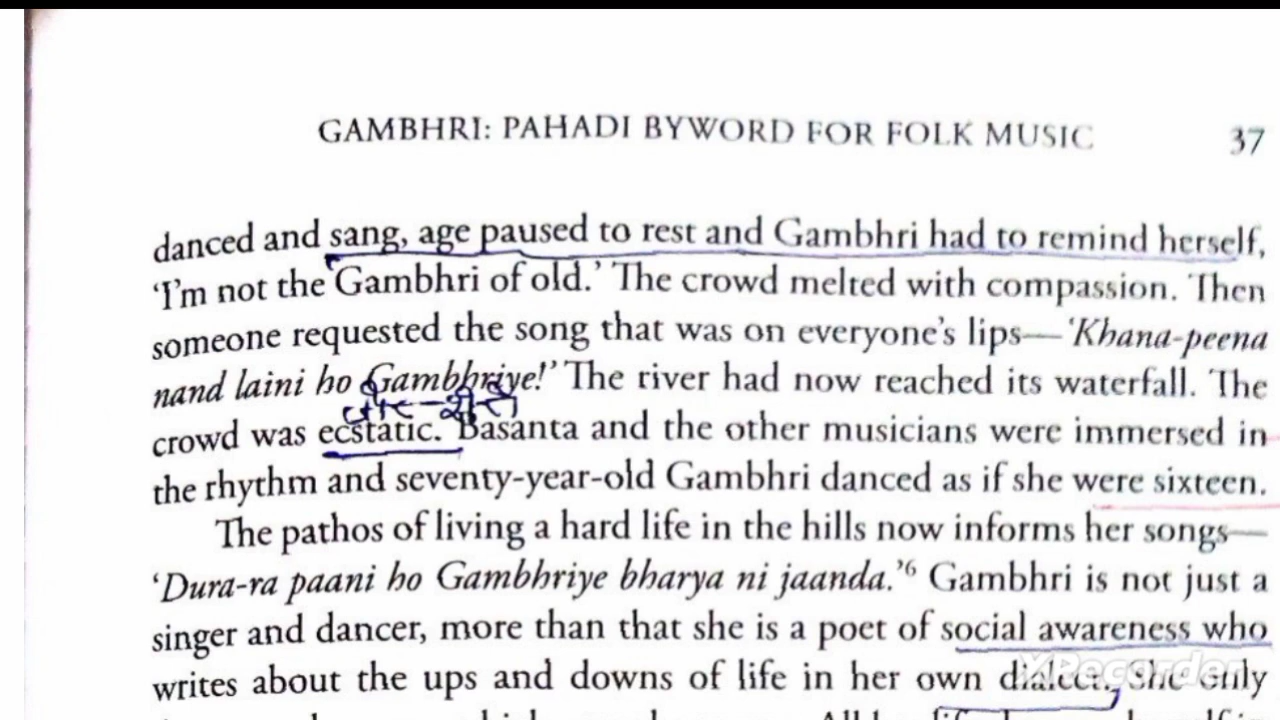 GAMBHRI: PAHADI BYWORD FOR FOLK MUSIC 37
danced and sang, age paused to rest and Gambhri had to remind herself,
‘I’m not the Gambhri of old.’ The crowd melted with compassion. Then
someone requested the song that was on everyone’s lips—‘Khana-peena
nand laini ho Gambhriye!’ The river had now reached its waterfall. The
crowd was ecstatic. Basanta and the other musicians were immersed in
the rhythm and seventy-year-old Gambhri danced as if she were sixteen.
The pathos of living a hard life in the hills now informs her songs—
‘Dura-ra paani ho Gambhriye bharya ni jaanda.’6 Gambhri is not just a
singer and dancer, more than that she is a poet of social awareness who
writes about the ups and downs of life in her own dialect. She only
XRecorder